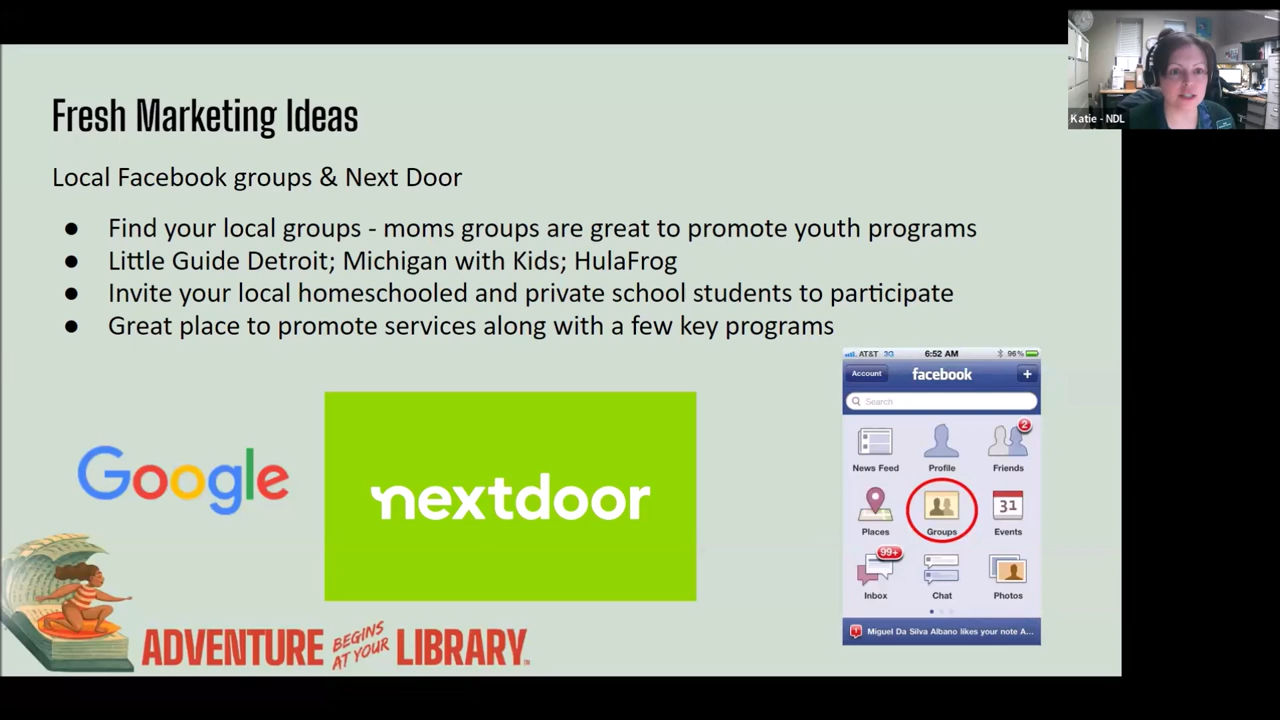 Fresh Marketing Ideas
Katie - NDL
Local Facebook groups & Next Door
● Find your local groups - moms groups are great to promote youth programs
● Little Guide Detroit; Michigan with Kids; HulaFrog
● Invite your local homeschooled and private school students to participate
● Great place to promote services along with a few key programs
Google
nextdoor
AT&T 3G 6:52 AM 96%
Account facebook +
Search
2
News Feed Profile Friends
31
Places Groups Events
99+
Inbox Chat Photos
Miguel Da Silva Albano likes your note A...
ADVENTURE BEGINS AT YOUR LIBRARY™